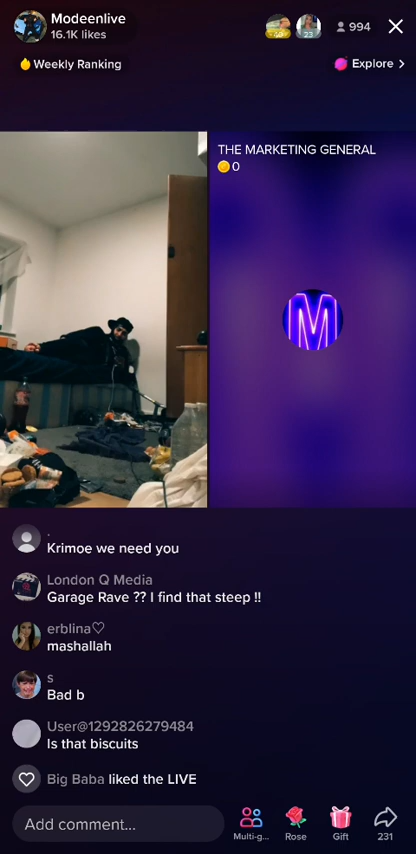 Modeenlive
16.1K likes
60
23
994
Weekly Ranking
Explore
THE MARKETING GENERAL
0
M
.
Krimoe we need you
London Q Media
Garage Rave ?? I find that steep !!
erblina♡
mashallah
s
Bad b
User@1292826279484
Is that biscuits
Big Baba liked the LIVE
Add comment...
Multi-g...
Rose
Gift
231